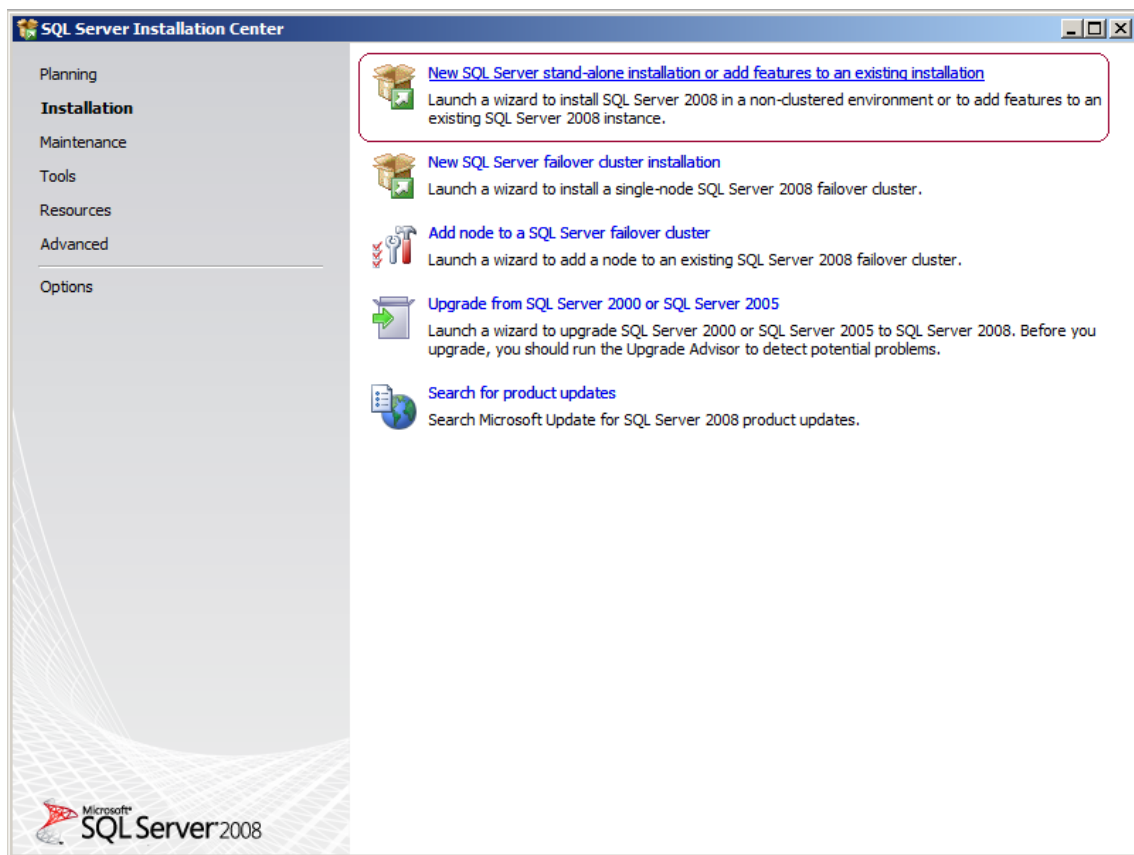 SQL Server Installation Center
Planning
Installation
Maintenance
Tools
Resources
Advanced
Options
New SQL Server stand-alone installation or add features to an existing installation
Launch a wizard to install SQL Server 2008 in a non-clustered environment or to add features to an
existing SQL Server 2008 instance.
New SQL Server failover cluster installation
Launch a wizard to install a single-node SQL Server 2008 failover cluster.
Add node to a SQL Server failover cluster
Launch a wizard to add a node to an existing SQL Server 2008 failover cluster.
Upgrade from SQL Server 2000 or SQL Server 2005
Launch a wizard to upgrade SQL Server 2000 or SQL Server 2005 to SQL Server 2008. Before you
upgrade, you should run the Upgrade Advisor to detect potential problems.
Search for product updates
Search Microsoft Update for SQL Server 2008 product updates.
Microsoft®
SQL Server 2008